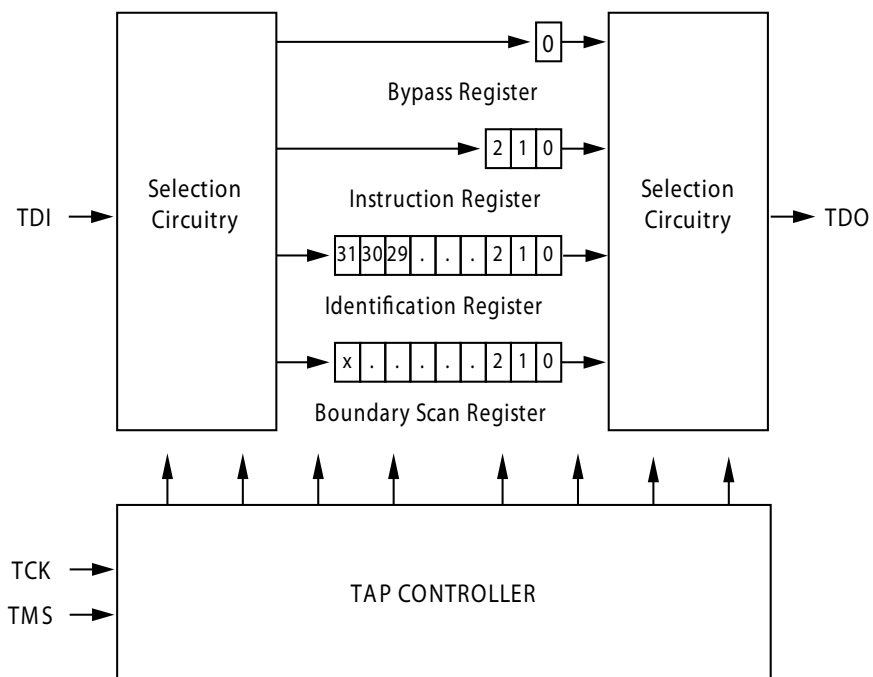 0
Bypass Register
2 1 0
Instruction Register
Selection
Circuitry
Selection
Circuitry
TDI
TDO
31 30 29 . . . 2 1 0
Identification Register
x . . . . . 2 1 0
Boundary Scan Register
TCK
TMS
TAP CONTROLLER